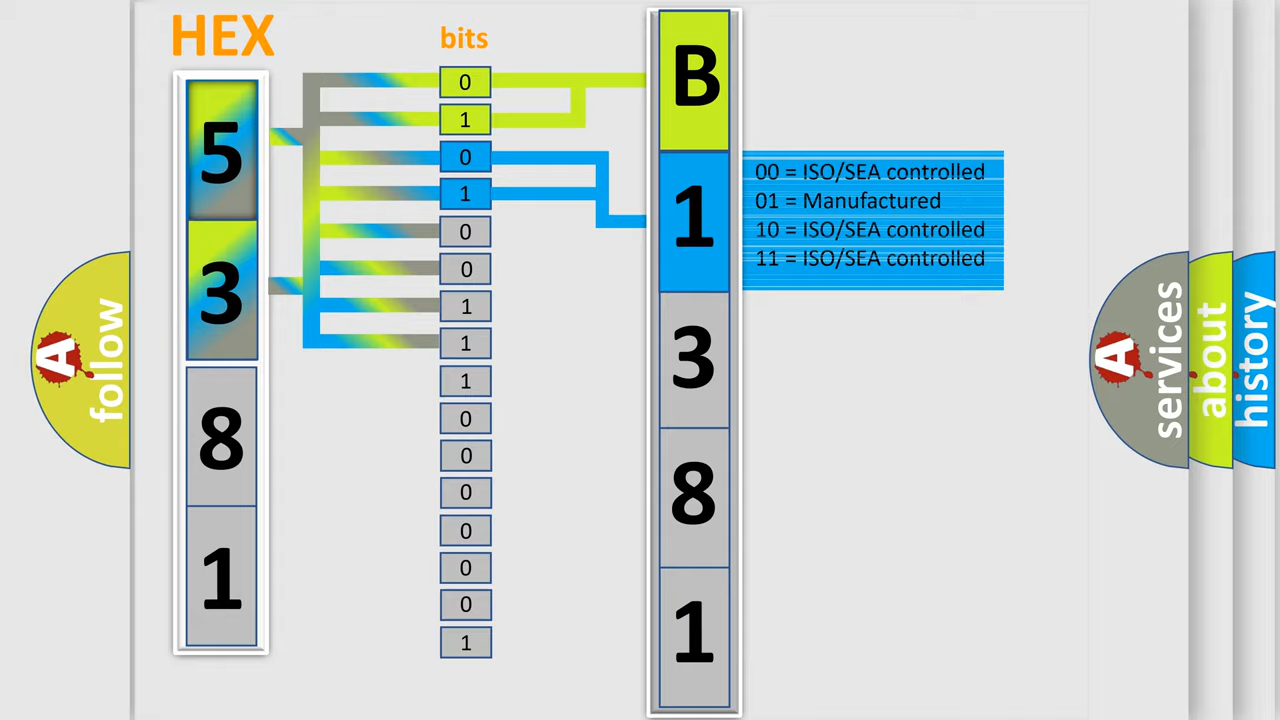 HEX
bits
5
3
8
1
0
1
0
1
0
0
1
1
1
0
0
0
0
0
0
1
B
1
3
8
1
00 = ISO/SEA controlled
01 = Manufactured
10 = ISO/SEA controlled
11 = ISO/SEA controlled
A
follow
A
services
about
history